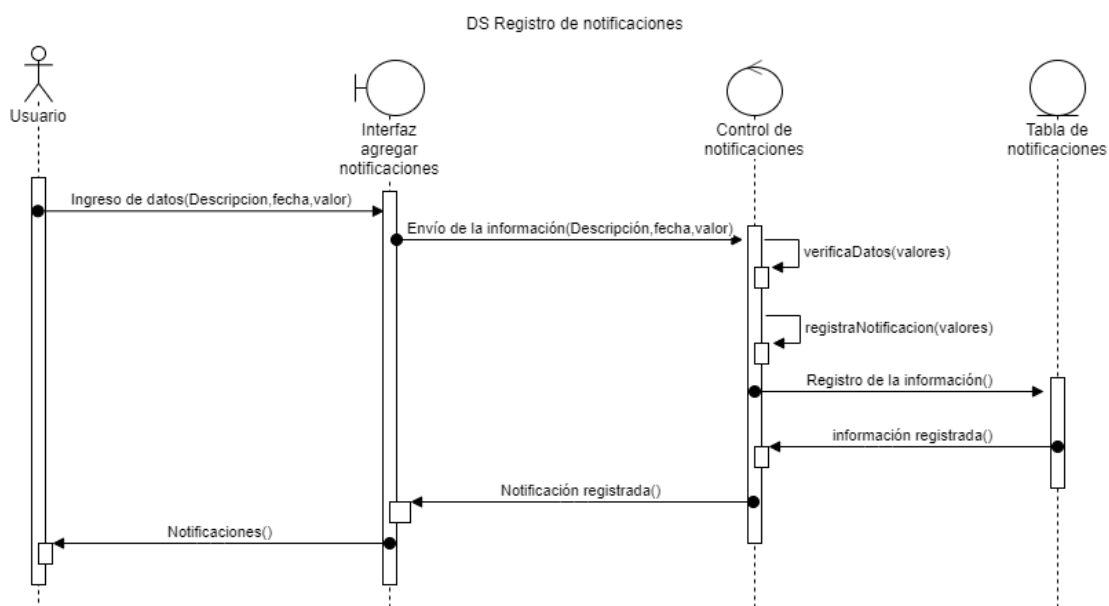 DS Registro de notificaciones
Usuario
Interfaz
agregar
notificaciones
Control de
notificaciones
Tabla de
notificaciones
Ingreso de datos(Descripcion,fecha,valor)
Envío de la información(Descripción,fecha,valor)
verificaDatos(valores)
registraNotificacion(valores)
Registro de la información()
información registrada()
Notificación registrada()
Notificaciones()